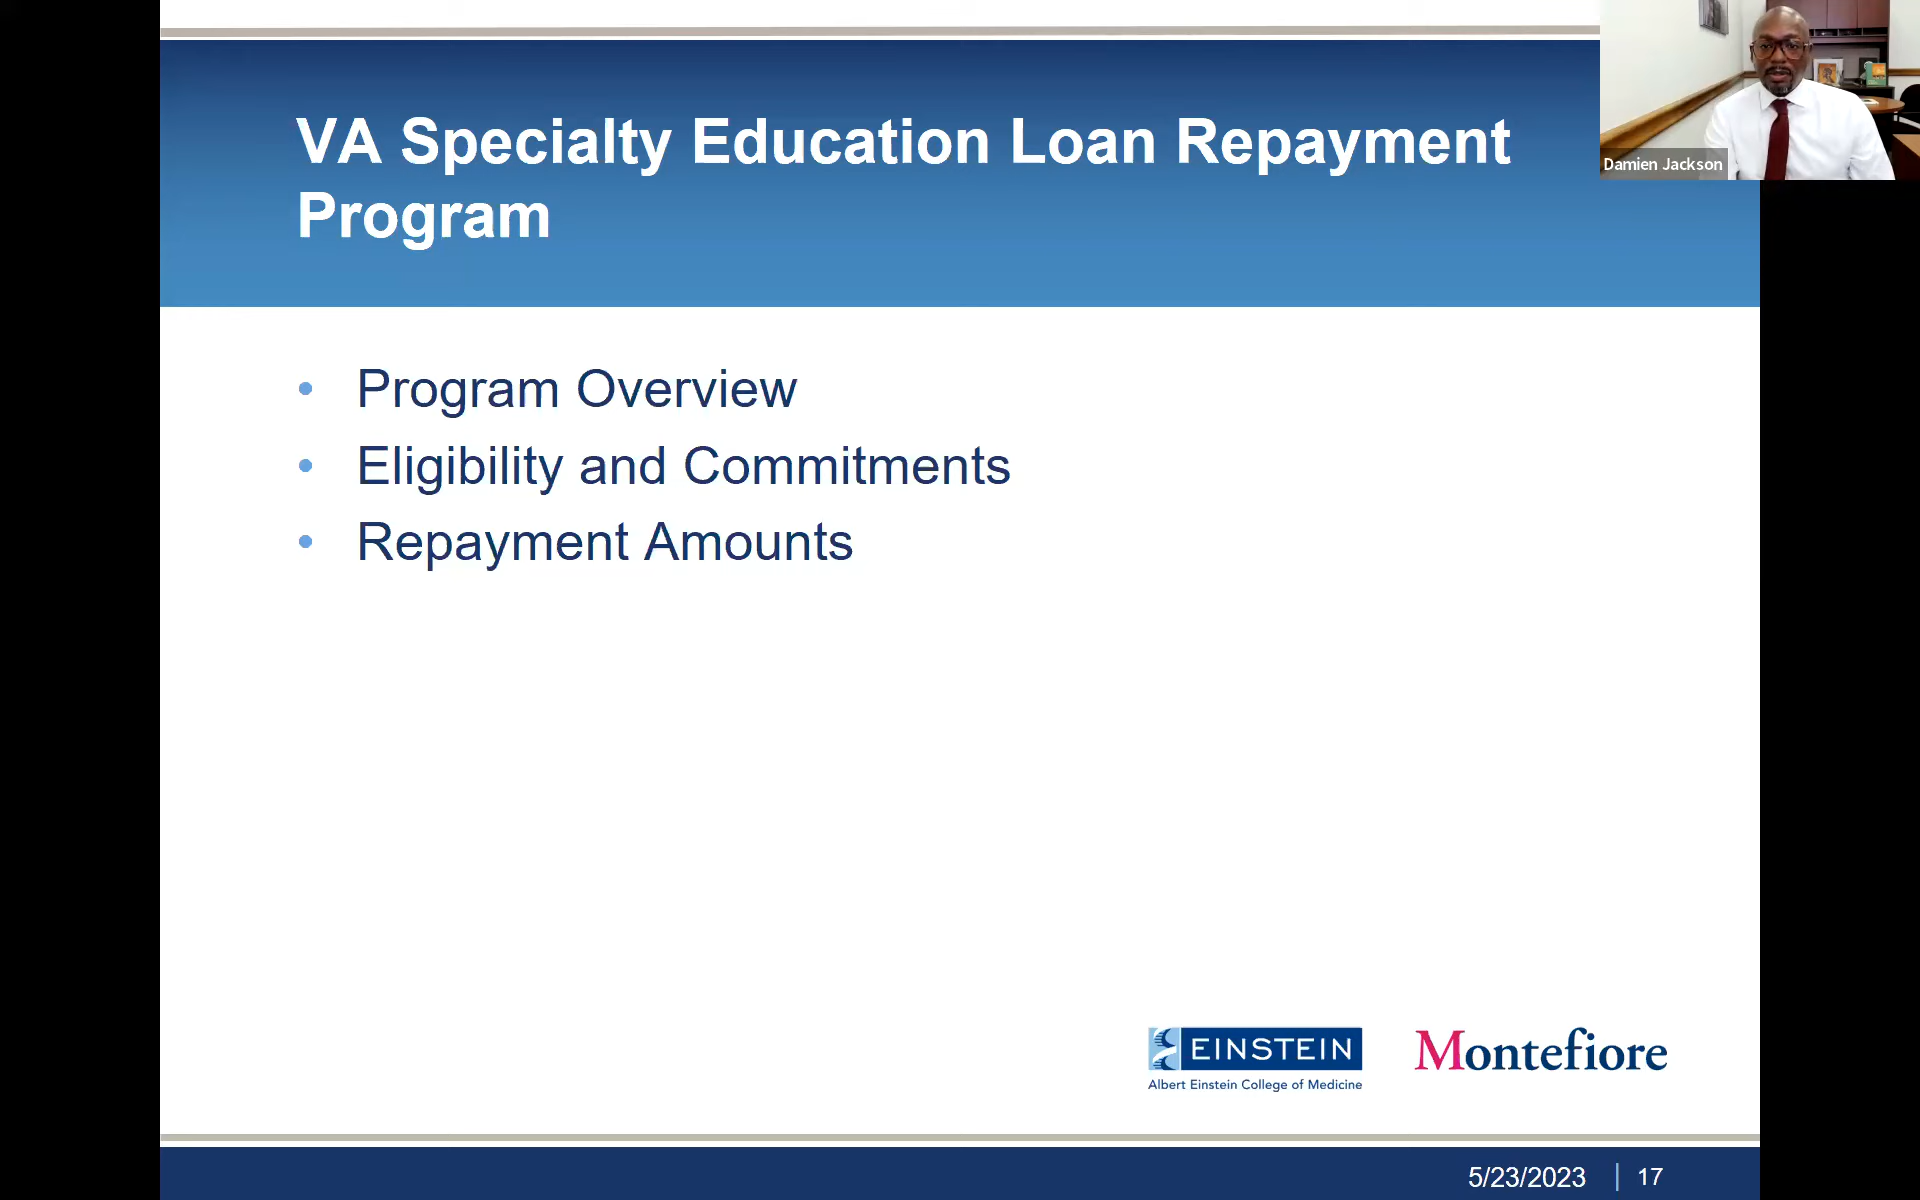 VA Specialty Education Loan Repayment
Program
Damien Jackson
• Program Overview
• Eligibility and Commitments
• Repayment Amounts
EINSTEIN
Albert Einstein College of Medicine
Montefiore
5/23/2023 | 17